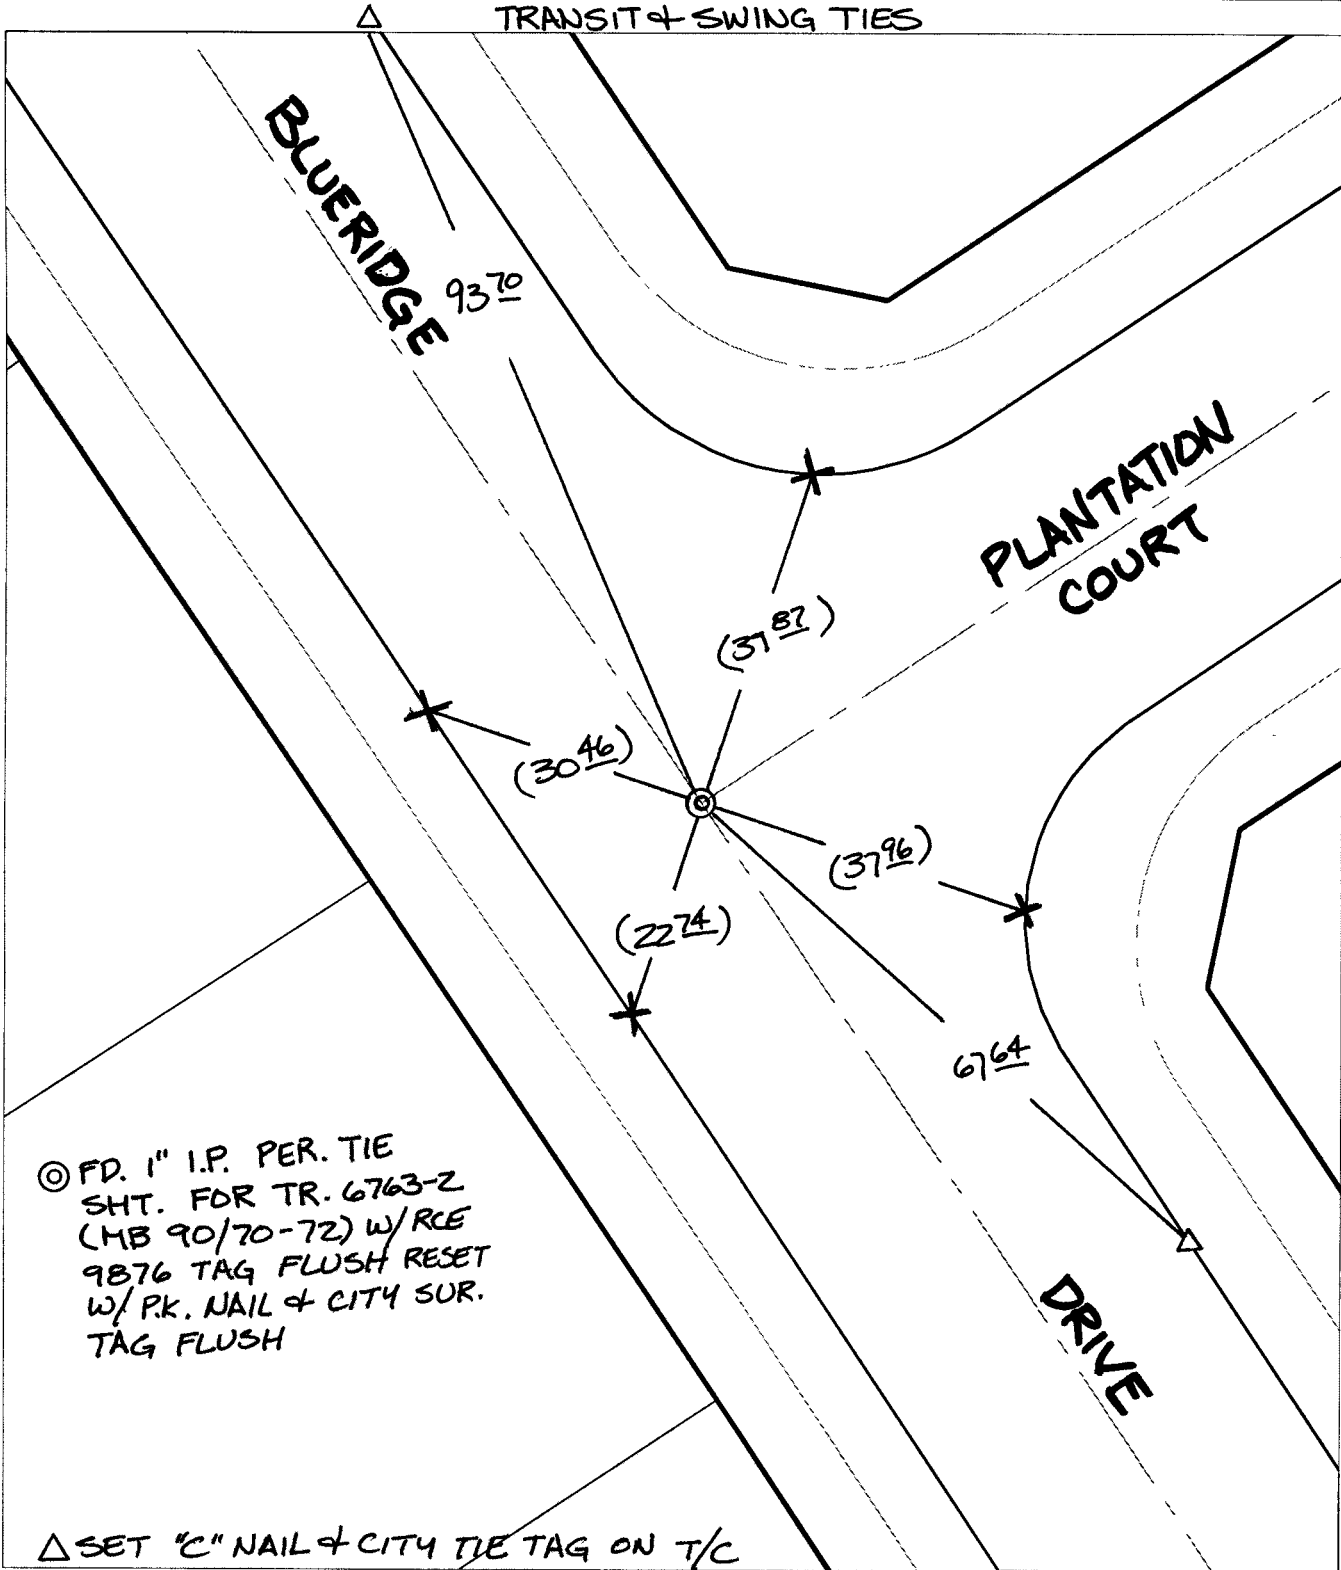 TRANSIT & SWING TIES
BLUERIDGE
93 70
PLANTATION
COURT
(37 87)
(30 46)
(37 96)
(22 74)
67 64
DRIVE
FD. 1" I.P. PER. TIE
SHT. FOR TR. 6763-2
(MB 90/70-72) W/RCE
9876 TAG FLUSH RESET
W/ P.K. NAIL & CITY SUR.
TAG FLUSH
SET "C" NAIL & CITY TIE TAG ON T/C